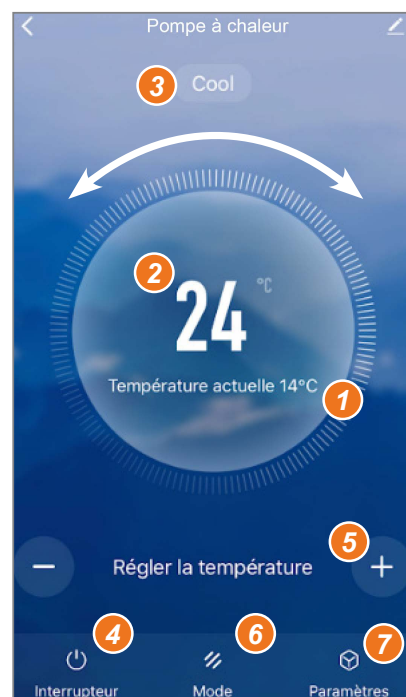 Pompe à chaleur
3 Cool
2 24 °C
Température actuelle 14°C
1
5
− Régler la température +
4 6 7
Interrupteur Mode Paramètres